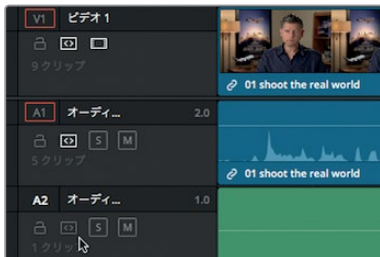 V1 ビデオ 1
9 クリップ
01 shoot the real world
A1 オーディ... 2.0
S M
5 クリップ
01 shoot the real world
A2 オーディ... 1.0
S M
1 クリップ